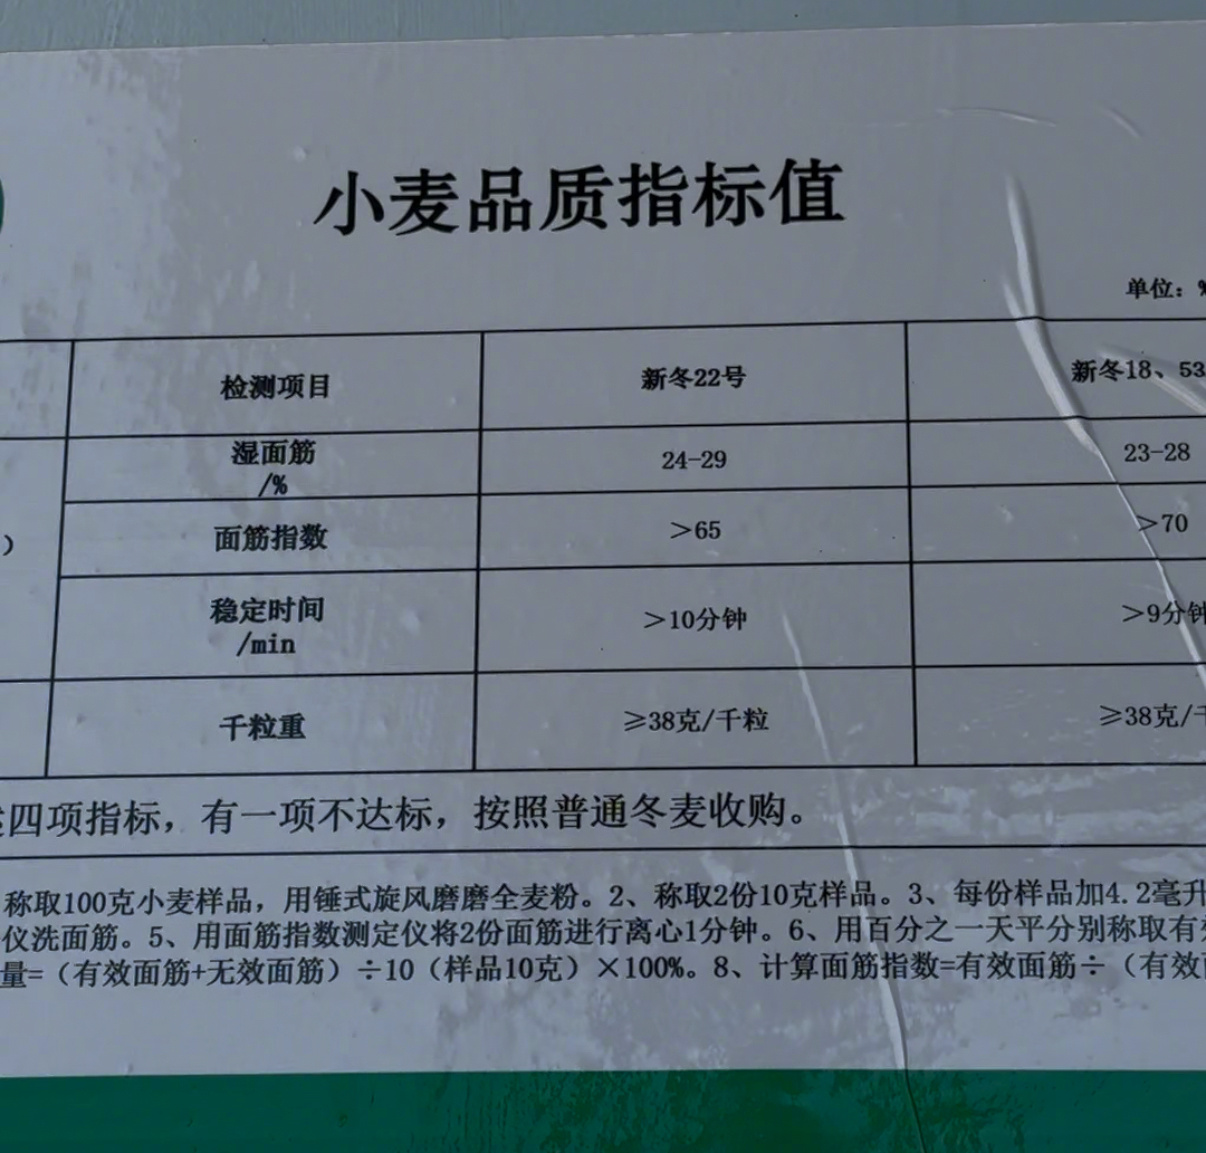 小麦品质指标值
单位：%
检测项目 新冬22号 新冬18、53
湿面筋
/% 24-29 23-28
面筋指数 >65 >70
）
稳定时间
/min >10分钟 >9分钟
千粒重 ≥38克/千粒 ≥38克/千
四项指标，有一项不达标，按照普通冬麦收购。
称取100克小麦样品，用锤式旋风磨磨全麦粉。2、称取2份10克样品。3、每份样品加4.2毫升
仪洗面筋。5、用面筋指数测定仪将2份面筋进行离心1分钟。6、用百分之一天平分别称取有效
量=（有效面筋+无效面筋）÷10（样品10克）×100%。8、计算面筋指数=有效面筋÷（有效面